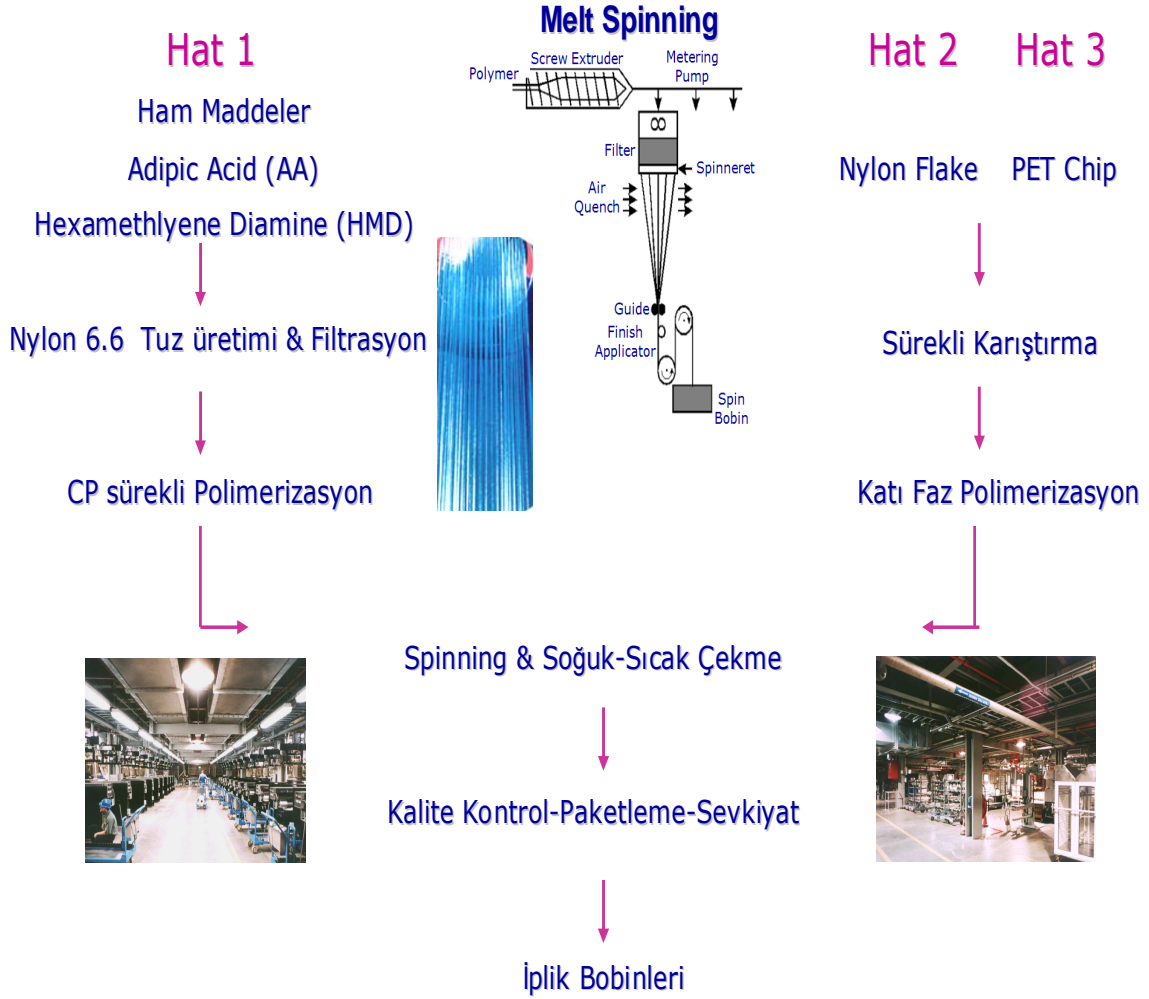 Melt Spinning
Hat 1
Ham Maddeler
Adipic Acid (AA)
Hexamethlyene Diamine (HMD)
Nylon 6.6 Tuz üretimi & Filtrasyon
CP sürekli Polimerizasyon
Screw Extruder
Polymer
Metering
Pump
8
Filter
Spinneret
Air
Quench
Guide
Finish
Applicator
Spin
Bobin
Hat 2 Hat 3
Nylon Flake PET Chip
Sürekli Karıştırma
Katı Faz Polimerizasyon
Spinning & Soğuk-Sıcak Çekme
Kalite Kontrol-Paketleme-Sevkiyat
İplik Bobinleri